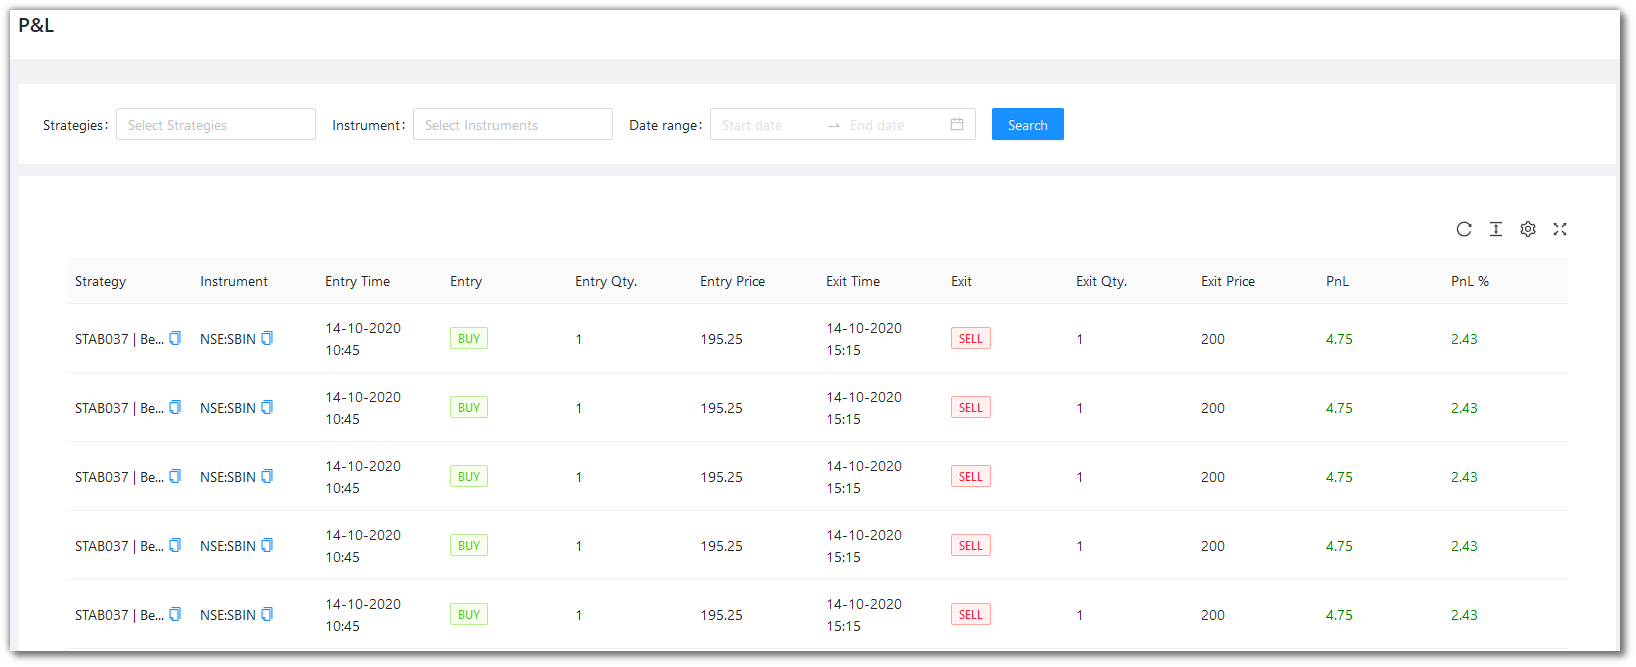 P&L
Strategies: Select Strategies Instrument: Select Instruments Date range: Start date → End date Search
Strategy Instrument Entry Time Entry Entry Qty. Entry Price Exit Time Exit Exit Qty. Exit Price PnL PnL %
STAB037 | Be... NSE:SBIN 14-10-2020 10:45 BUY 1 195.25 14-10-2020 15:15 SELL 1 200 4.75 2.43
STAB037 | Be... NSE:SBIN 14-10-2020 10:45 BUY 1 195.25 14-10-2020 15:15 SELL 1 200 4.75 2.43
STAB037 | Be... NSE:SBIN 14-10-2020 10:45 BUY 1 195.25 14-10-2020 15:15 SELL 1 200 4.75 2.43
STAB037 | Be... NSE:SBIN 14-10-2020 10:45 BUY 1 195.25 14-10-2020 15:15 SELL 1 200 4.75 2.43
STAB037 | Be... NSE:SBIN 14-10-2020 10:45 BUY 1 195.25 14-10-2020 15:15 SELL 1 200 4.75 2.43